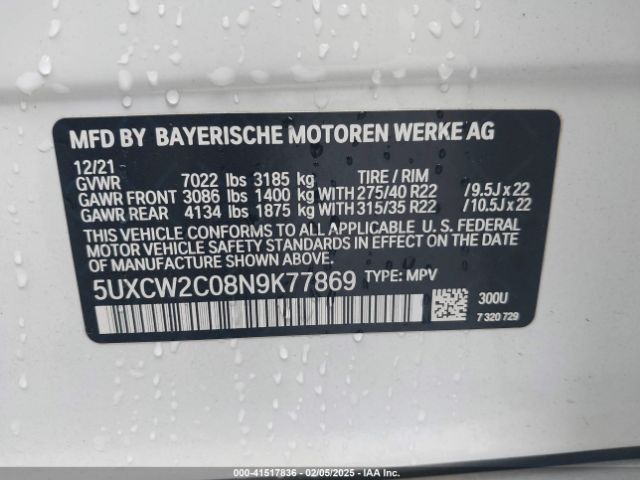 MFD BY BAYERISCHE MOTOREN WERKE AG
12/21
GVWR 7022 lbs 3185 kg TIRE / RIM
GAWR FRONT 3086 lbs 1400 kg WITH 275/40 R22 /9.5J x 22
GAWR REAR 4134 lbs 1875 kg WITH 315/35 R22 /10.5J x 22
THIS VEHICLE CONFORMS TO ALL APPLICABLE U. S. FEDERAL
MOTOR VEHICLE SAFETY STANDARDS IN EFFECT ON THE DATE
OF MANUFACTURE SHOWN ABOVE.
5UXCW2C08N9K77869 TYPE: MPV
300U
7 320 729
00-41517836 - 02/05/2025 - IAA Inc.